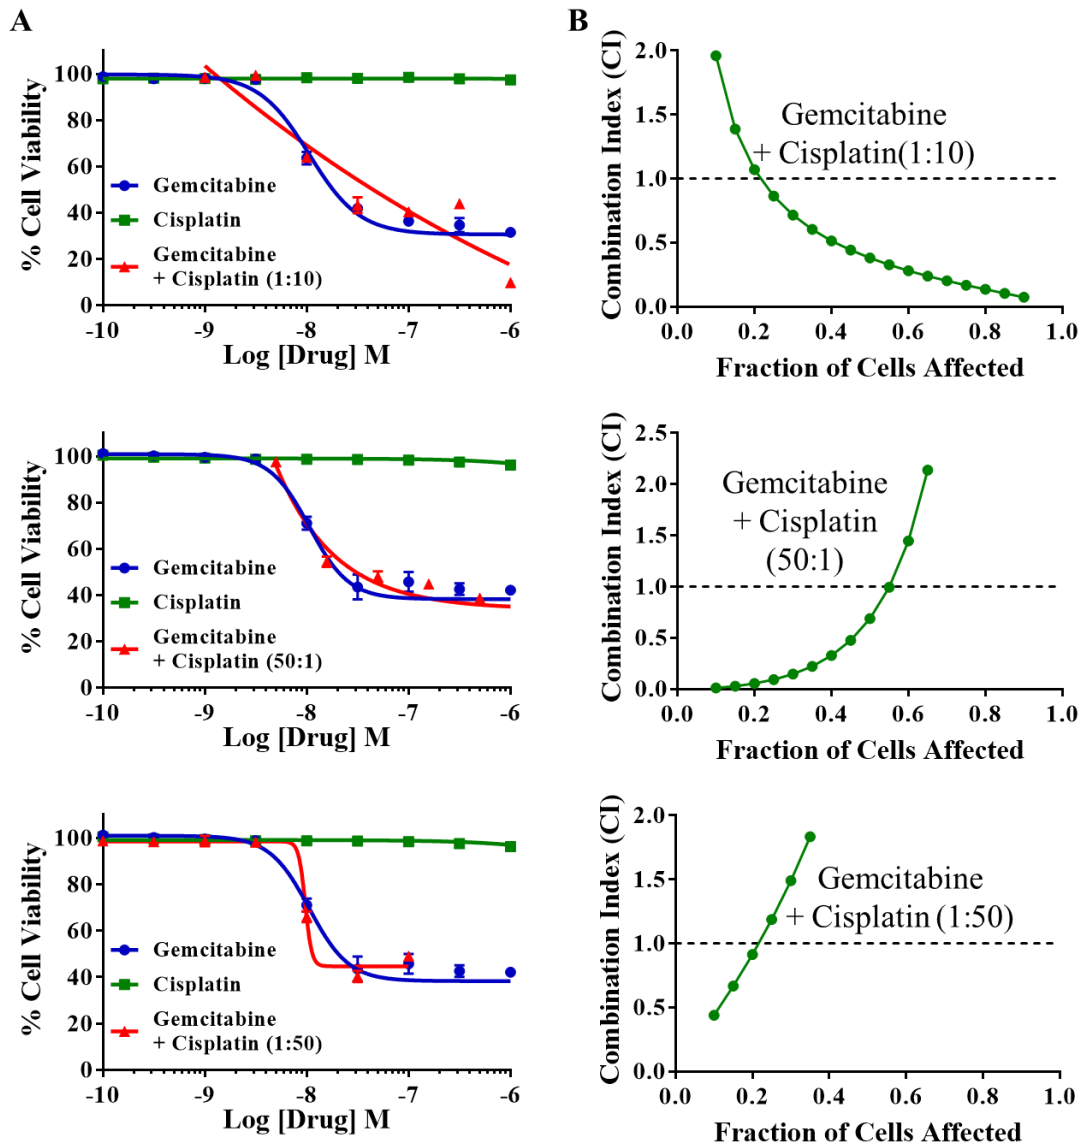 A
% Cell Viability
100
80
60
40
20
0
Gemcitabine
Cisplatin
Gemcitabine
+ Cisplatin (1:10)
-10 -9 -8 -7 -6
Log [Drug] M
B
Combination Index (CI)
2.0
1.5
1.0
0.5
0.0
Gemcitabine
+ Cisplatin(1:10)
0.0 0.2 0.4 0.6 0.8 1.0
Fraction of Cells Affected
% Cell Viability
100
80
60
40
20
0
Gemcitabine
Cisplatin
Gemcitabine
+ Cisplatin (50:1)
-10 -9 -8 -7 -6
Log [Drug] M
Combination Index (CI)
2.5
2.0
1.5
1.0
0.5
0.0
Gemcitabine
+ Cisplatin
(50:1)
0.0 0.2 0.4 0.6 0.8 1.0
Fraction of Cells Affected
% Cell Viability
100
80
60
40
20
0
Gemcitabine
Cisplatin
Gemcitabine
+ Cisplatin (1:50)
-10 -9 -8 -7 -6
Log [Drug] M
Combination Index (CI)
2.0
1.5
1.0
0.5
0.0
Gemcitabine
+ Cisplatin (1:50)
0.0 0.2 0.4 0.6 0.8 1.0
Fraction of Cells Affected